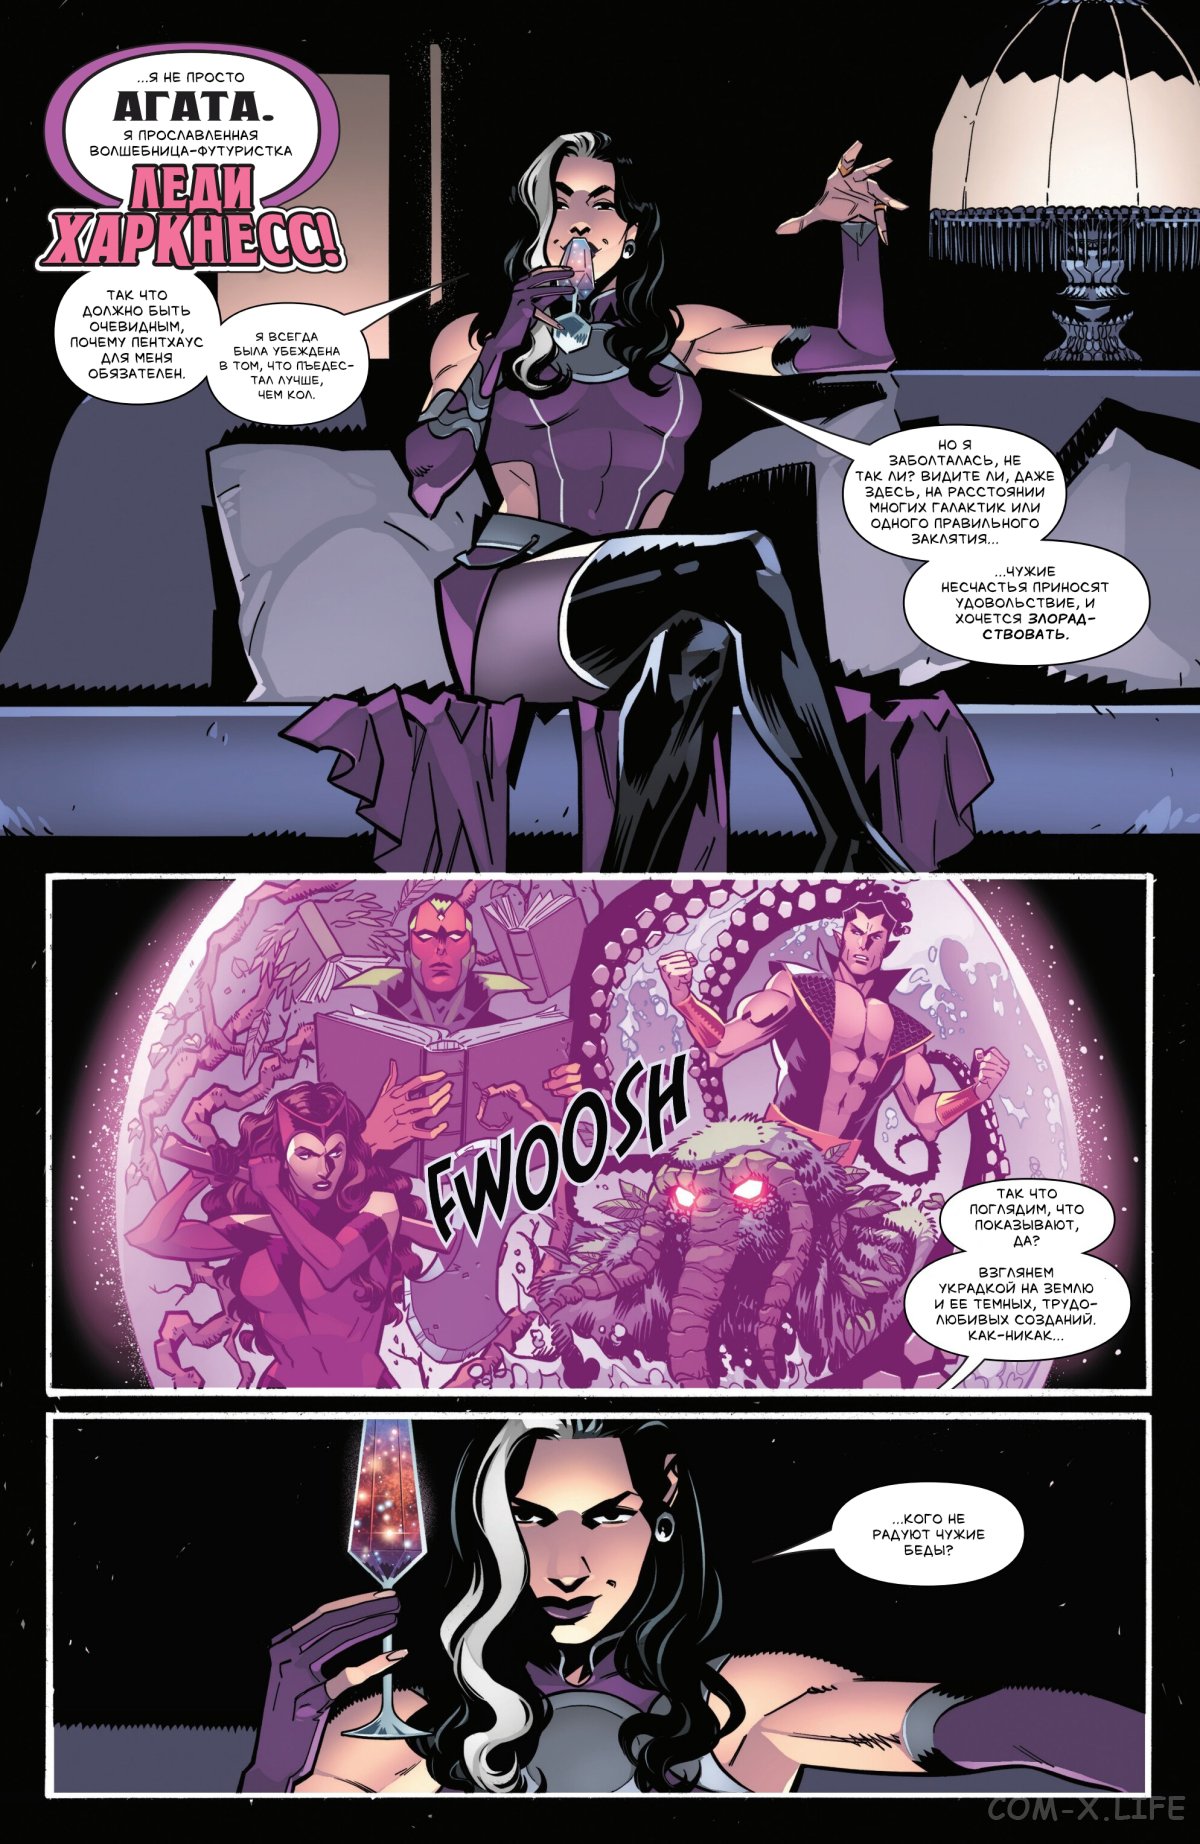 ...Я НЕ ПРОСТО
АГАТА.
Я ПРОСЛАВЛЕННАЯ
ВОЛШЕБНИЦА-ФУТУРИСТКА
ЛЕДИ
ХАРКНЕСС!
ТАК ЧТО
ДОЛЖНО БЫТЬ
ОЧЕВИДНЫМ,
ПОЧЕМУ ПЕНТХАУС
ДЛЯ МЕНЯ
ОБЯЗАТЕЛЕН.
Я ВСЕГДА
БЫЛА УБЕЖДЕНА
В ТОМ, ЧТО ПЪЕДЕС-
ТАЛ ЛУЧШЕ,
ЧЕМ КОЛ.
НО Я
ЗАБОЛТАЛАСЬ, НЕ
ТАК ЛИ? ВИДИТЕ ЛИ, ДАЖЕ
ЗДЕСЬ, НА РАССТОЯНИИ
МНОГИХ ГАЛАКТИК ИЛИ
ОДНОГО ПРАВИЛЬНОГО
ЗАКЛЯТИЯ...
...ЧУЖИЕ
НЕСЧАСТЬЯ ПРИНОСЯТ
УДОВОЛЬСТВИЕ, И
ХОЧЕТСЯ ЗЛОРАД-
СТВОВАТЬ.
FWOOSH
ТАК ЧТО
ПОГЛЯДИМ, ЧТО
ПОКАЗЫВАЮТ,
ДА?
ВЗГЛЯНЕМ
УКРАДКОЙ НА ЗЕМЛЮ
И ЕЕ ТЕМНЫХ, ТРУДО-
ЛЮБИВЫХ СОЗДАНИЙ.
КАК-НИКАК...
...КОГО НЕ
РАДУЮТ ЧУЖИЕ
БЕДЫ?
COM-X.LIFE